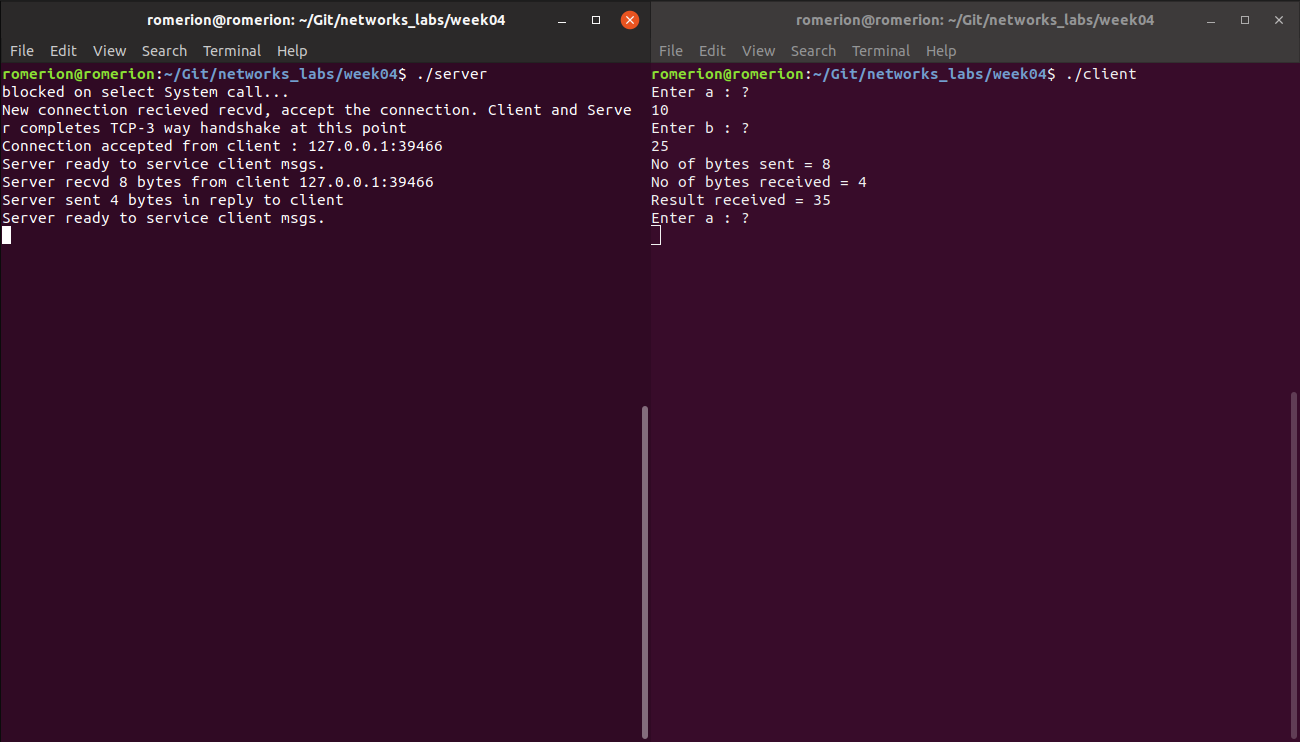 romerion@romerion: ~/Git/networks_labs/week04
File Edit View Search Terminal Help
romerion@romerion:~/Git/networks_labs/week04$ ./server
blocked on select System call...
New connection recieved recvd, accept the connection. Client and Serve
r completes TCP-3 way handshake at this point
Connection accepted from client : 127.0.0.1:39466
Server ready to service client msgs.
Server recvd 8 bytes from client 127.0.0.1:39466
Server sent 4 bytes in reply to client
Server ready to service client msgs.
romerion@romerion: ~/Git/networks_labs/week04
File Edit View Search Terminal Help
romerion@romerion:~/Git/networks_labs/week04$ ./client
Enter a : ?
10
Enter b : ?
25
No of bytes sent = 8
No of bytes received = 4
Result received = 35
Enter a : ?